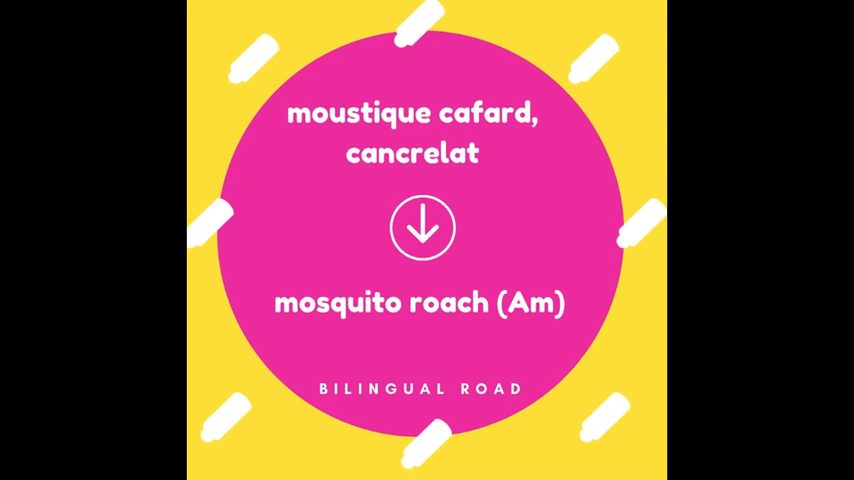 moustique cafard,
cancrelat
mosquito roach (Am)
BILINGUAL ROAD